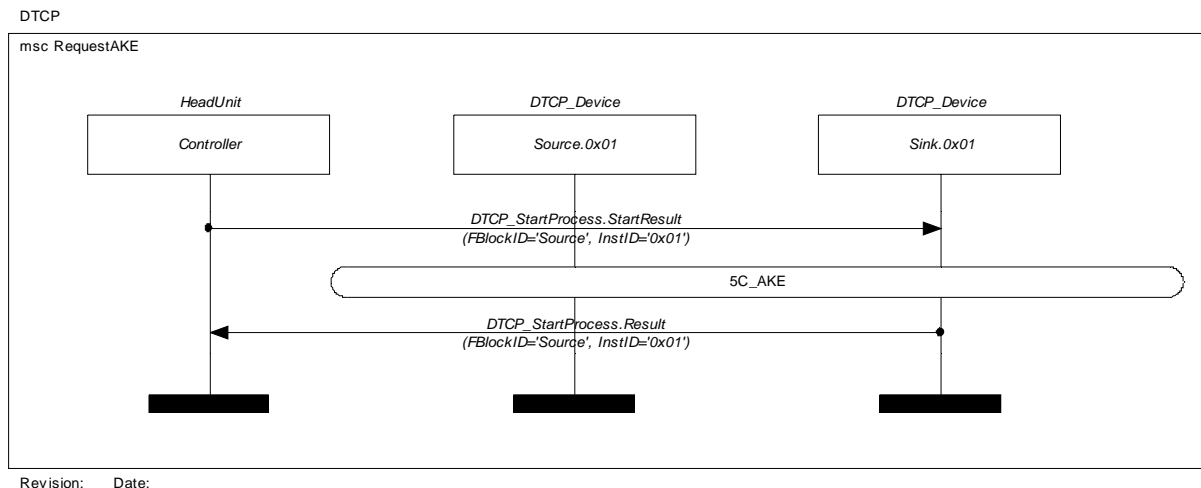 DTCP
msc RequestAKE
HeadUnit
DTCP_Device
DTCP_Device
Controller
Source.0x01
Sink.0x01
DTCP_StartProcess.StartResult
(FBlockID='Source', InstID='0x01')
5C_AKE
DTCP_StartProcess.Result
(FBlockID='Source', InstID='0x01')
Revision: Date: